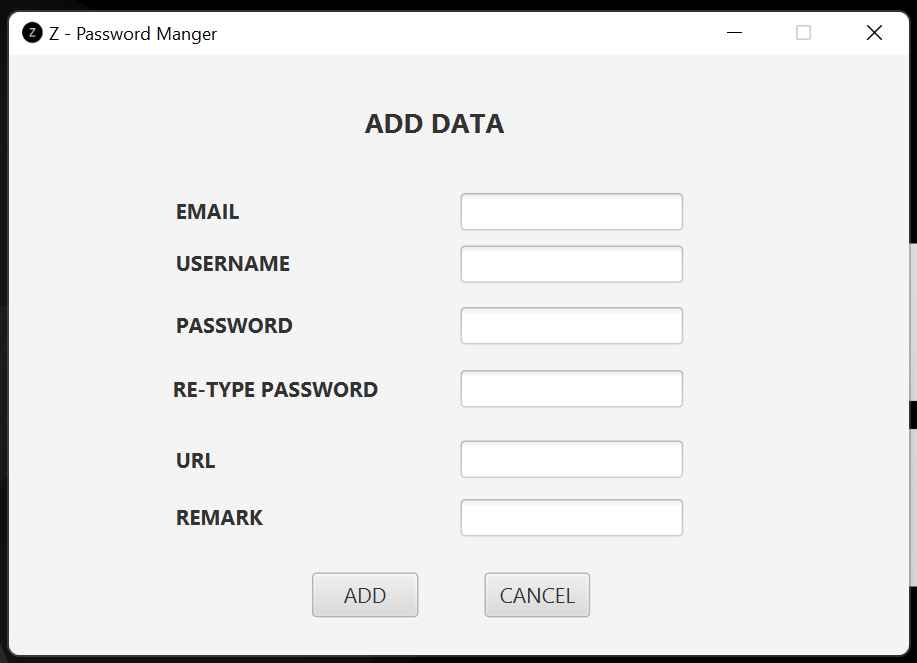 Z Z - Password Manger
ADD DATA
EMAIL
USERNAME
PASSWORD
RE-TYPE PASSWORD
URL
REMARK
ADD CANCEL